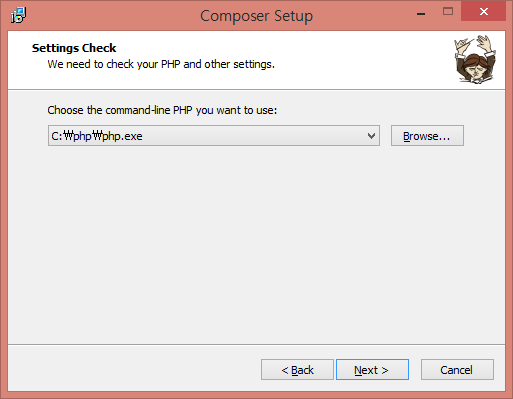 Composer Setup
Settings Check
We need to check your PHP and other settings.
Choose the command-line PHP you want to use:
C:₩php₩php.exe
Browse...
< Back
Next >
Cancel